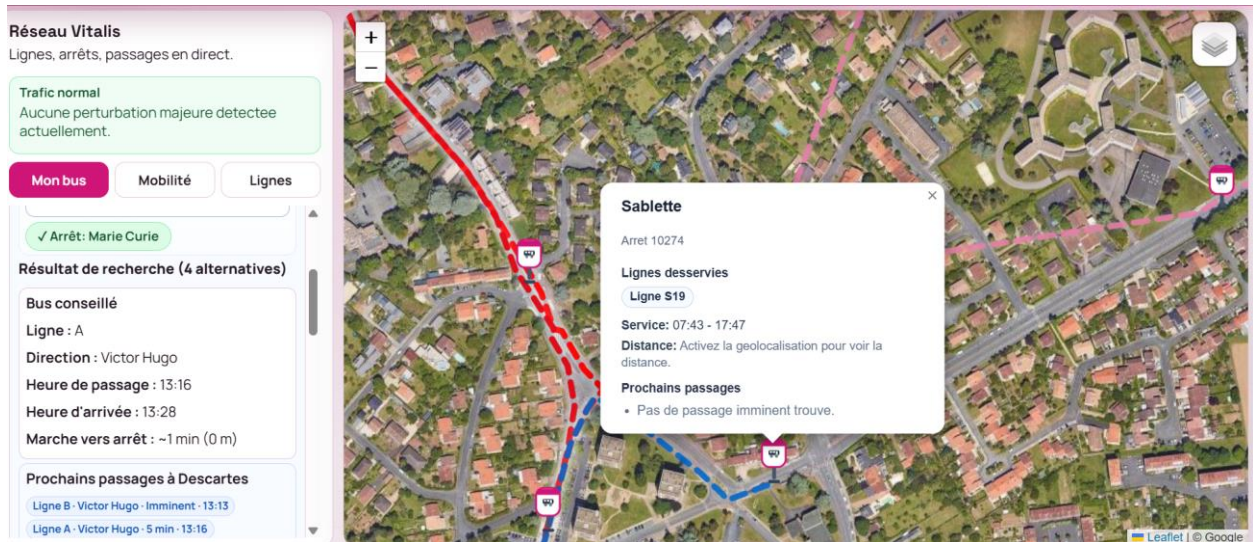 Réseau Vitalis
Lignes, arrêts, passages en direct.
Trafic normal
Aucune perturbation majeure detectee
actuellement.
Mon bus
Mobilité
Lignes
✓ Arrêt: Marie Curie
Résultat de recherche (4 alternatives)
Bus conseillé
Ligne : A
Direction : Victor Hugo
Heure de passage : 13:16
Heure d'arrivée : 13:28
Marche vers arrêt : ~1 min (0 m)
Prochains passages à Descartes
Ligne B · Victor Hugo · Imminent · 13:13
Ligne A · Victor Hugo · 5 min · 13:16
+
−
Sablette
×
Arret 10274
Lignes desservies
Ligne S19
Service: 07:43 - 17:47
Distance: Activez la geolocalisation pour voir la
distance.
Prochains passages
• Pas de passage imminent trouve.
Leaflet | © Google